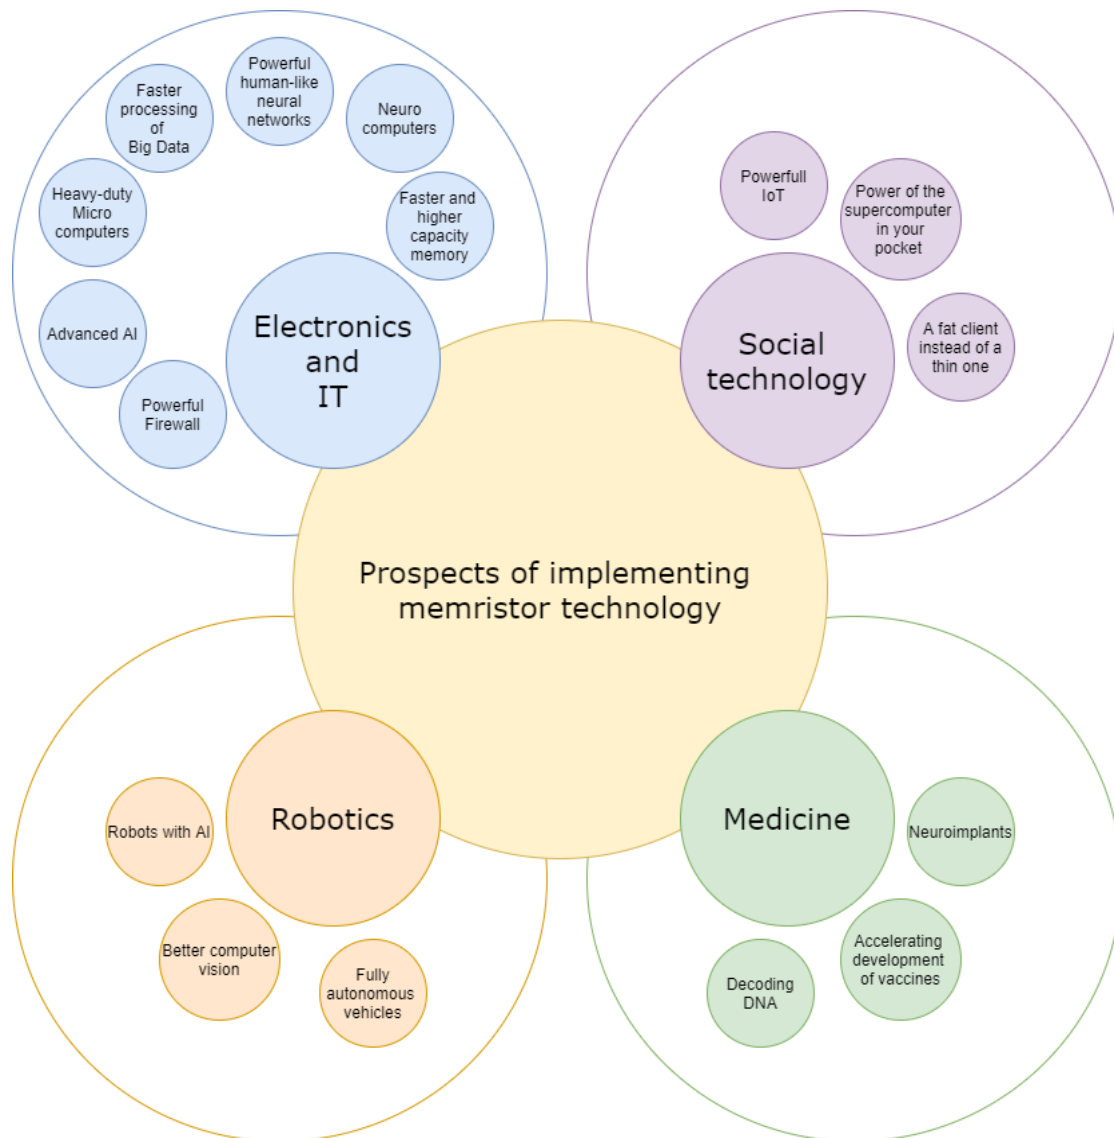 Powerful
human-like
neural
networks
Faster
processing
of
Big Data
Neuro
computers
Heavy-duty
Micro
computers
Faster and
higher
capacity
memory
Advanced AI
Powerful
Firewall
Electronics
and
IT
Powerfull
IoT
Power of the
supercomputer
in your
pocket
A fat client
instead of a
thin one
Social
technology
Prospects of implementing
memristor technology
Robotics
Robots with AI
Better computer
vision
Fully
autonomous
vehicles
Medicine
Neuroimplants
Accelerating
development
of vaccines
Decoding
DNA